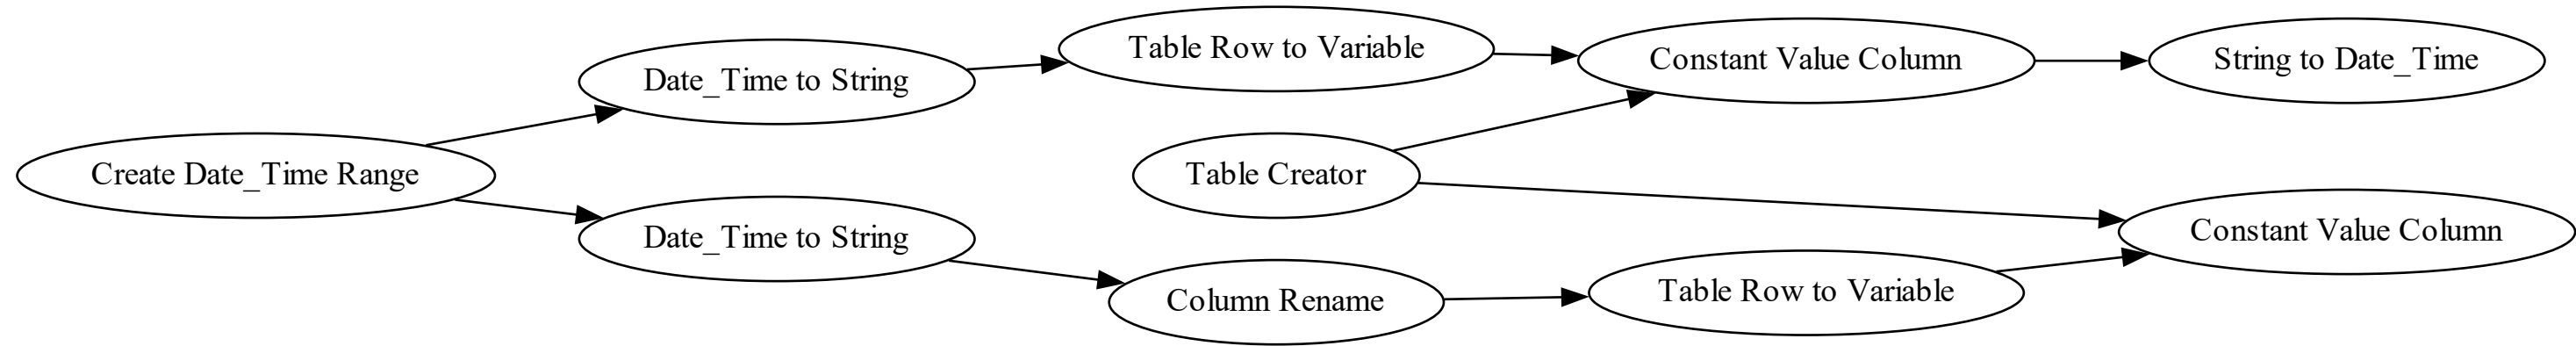 Create Date_Time Range
Date_Time to String
Table Row to Variable
Constant Value Column
String to Date_Time
Table Creator
Date_Time to String
Column Rename
Table Row to Variable
Constant Value Column